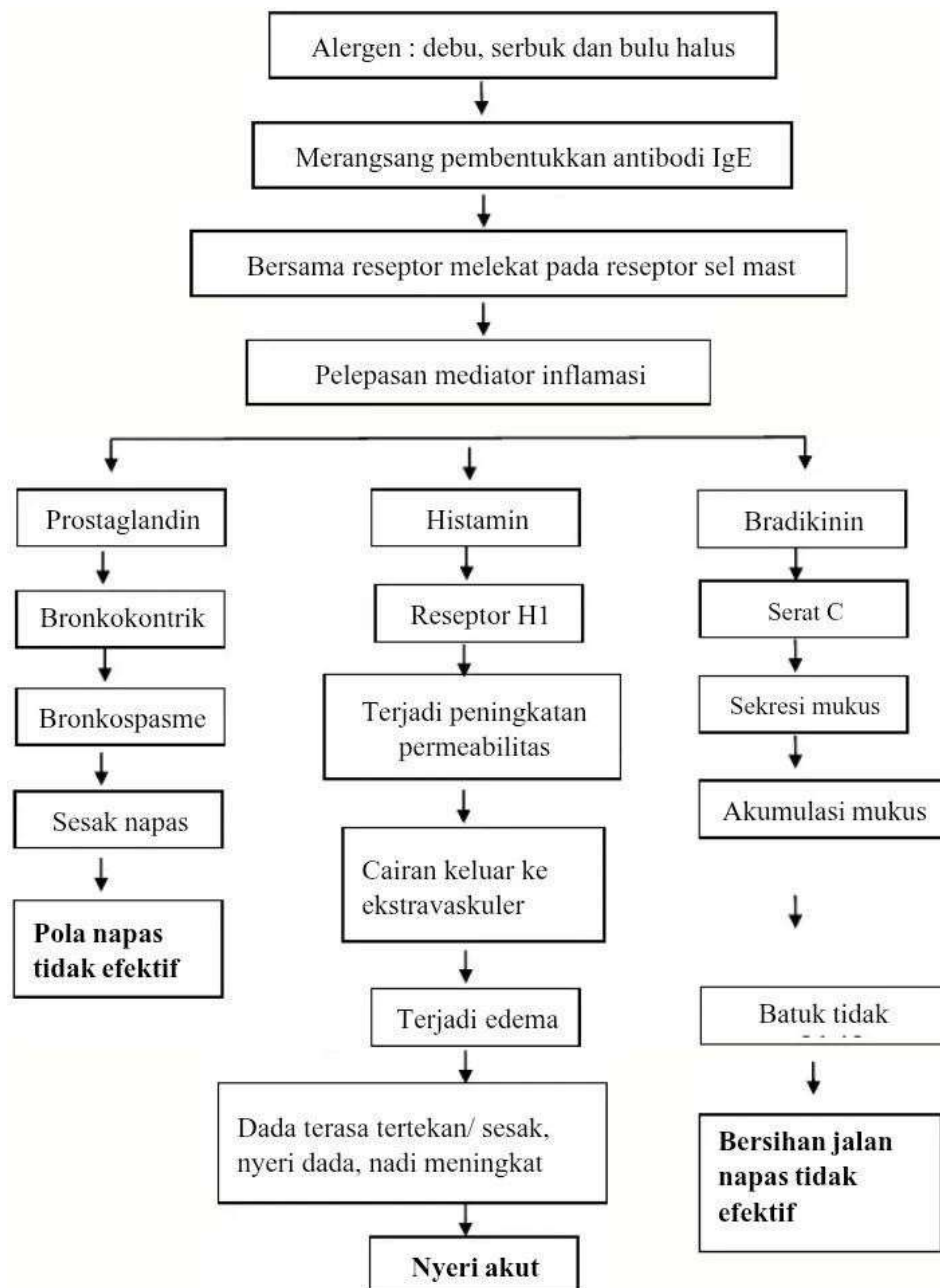 Alergen : debu, serbuk dan bulu halus
Merangsang pembentukkan antibodi IgE
Bersama reseptor melekat pada reseptor sel mast
Pelepasan mediator inflamasi
Prostaglandin
Histamin
Bradikinin
Bronkokontrik
Reseptor H1
Serat C
Bronkospasme
Terjadi peningkatan
permeabilitas
Sekresi mukus
Sesak napas
Akumulasi mukus
Cairan keluar ke
ekstravaskuler
Pola napas
tidak efektif
Terjadi edema
Batuk tidak
Dada terasa tertekan/ sesak,
nyeri dada, nadi meningkat
Bersihan jalan
napas tidak
efektif
Nyeri akut